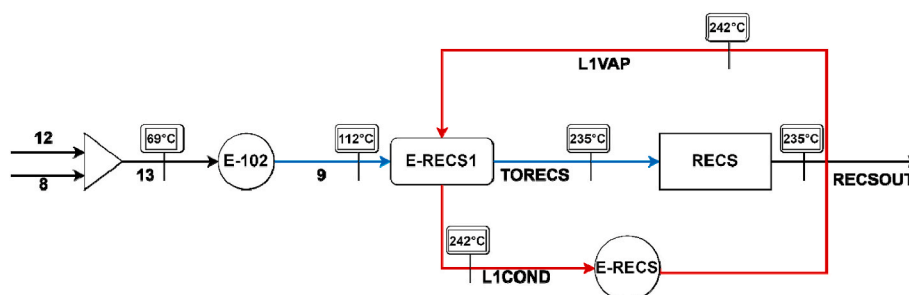 242°C
L1VAP
12
69°C
112°C
235°C
235°C
E-102
E-RECS1
RECS
8
13
9
TORECS
RECSOUT
242°C
L1COND
E-RECS